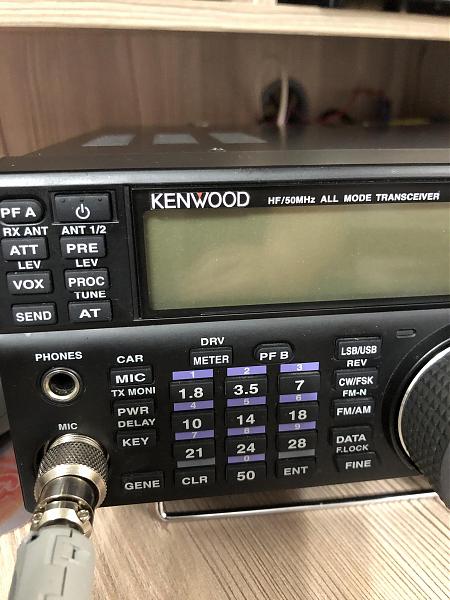 KENWOOD HF/50MHz ALL MODE TRANSCEIVER
PF A
RX ANT ANT 1/2
ATT PRE
LEV LEV
VOX PROC
TUNE
SEND AT
PHONES
MIC
DRV
CAR METER PF B
1 2 3
MIC 1.8 3.5 7
TX MONI 4 5 6
PWR 10 14 18
DELAY 7 8 9
KEY 21 24 28
0
GENE CLR 50 ENT
LSB/USB
REV
CW/FSK
FM-N
FM/AM
DATA
F.LOCK
FINE